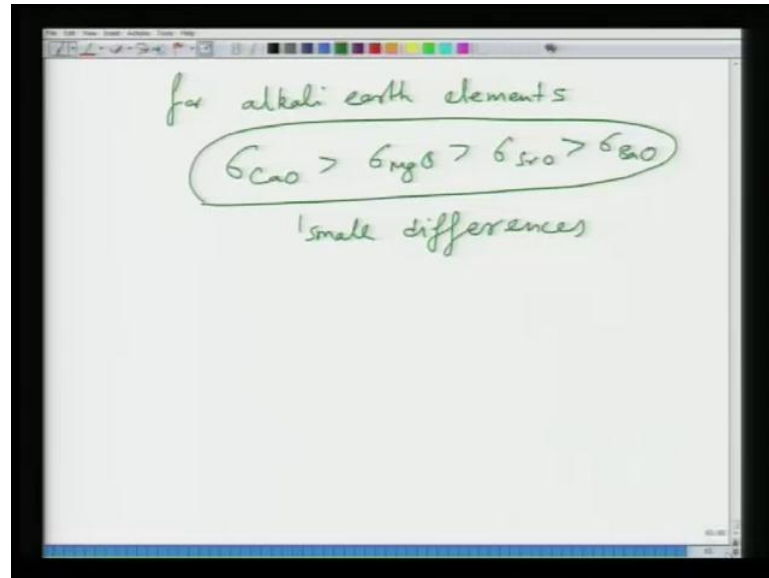 for alkali earth elements
σCaO > σMgO > σSrO > σBaO
small differences